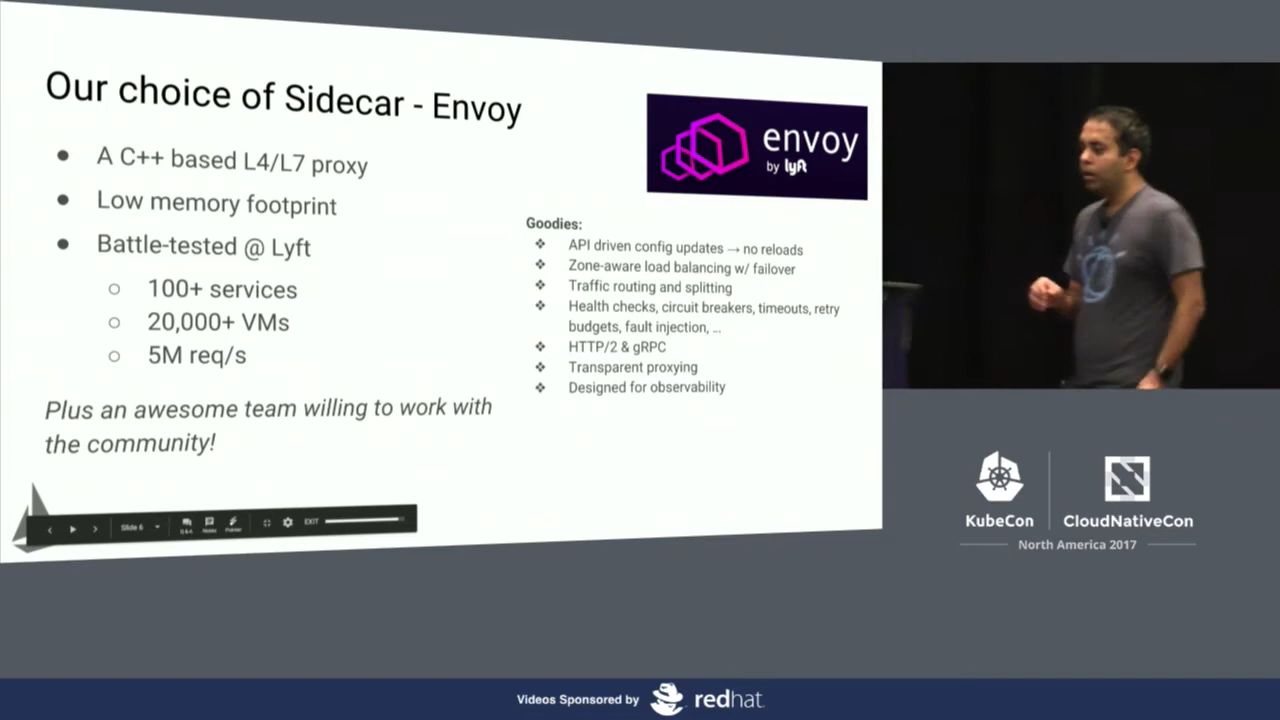 Our choice of Sidecar - Envoy
● A C++ based L4/L7 proxy
● Low memory footprint
● Battle-tested @ Lyft
○ 100+ services
○ 20,000+ VMs
○ 5M req/s
Plus an awesome team willing to work with
the community!
envoy
by lyft
Goodies:
❖ API driven config updates → no reloads
❖ Zone-aware load balancing w/ failover
❖ Traffic routing and splitting
❖ Health checks, circuit breakers, timeouts, retry
budgets, fault injection, ...
❖ HTTP/2 & gRPC
❖ Transparent proxying
❖ Designed for observability
Slide 6
Q&A Notes Pointer
EXIT
KubeCon
CloudNativeCon
North America 2017
Videos Sponsored by
redhat.